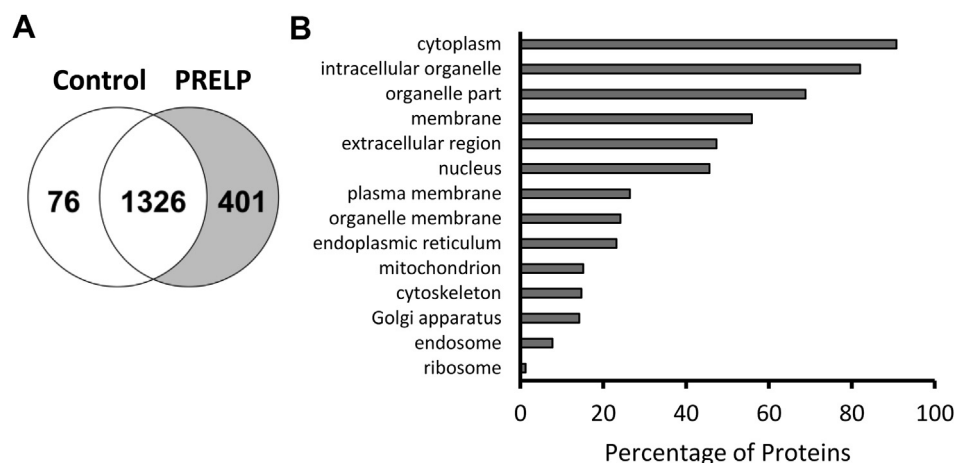 A
Control PRELP
76 1326 401
B
cytoplasm
intracellular organelle
organelle part
membrane
extracellular region
nucleus
plasma membrane
organelle membrane
endoplasmic reticulum
mitochondrion
cytoskeleton
Golgi apparatus
endosome
ribosome
0 20 40 60 80 100
Percentage of Proteins